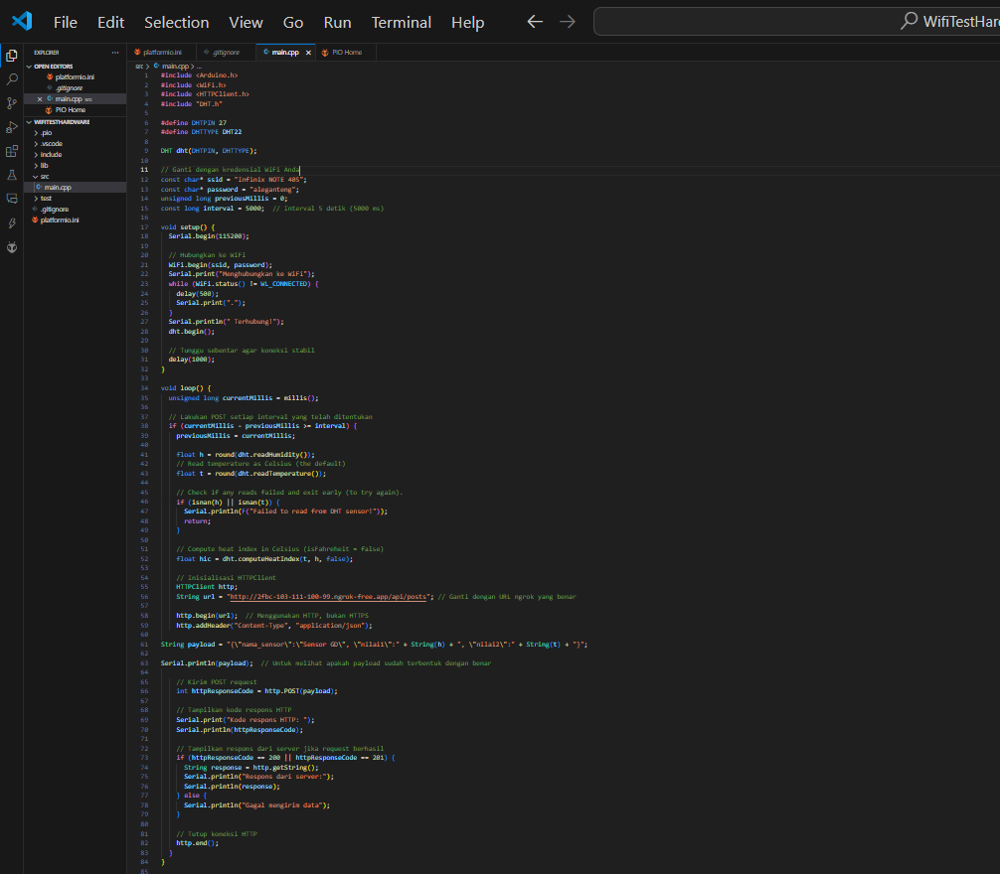 File Edit Selection View Go Run Terminal Help
WifiTestHar
EXPLORER
OPEN EDITORS
platformio.ini
.gitignore
main.cpp src
PIO Home
WIFITESTHARDWARE
.pio
.vscode
include
lib
src
main.cpp
test
.gitignore
platformio.ini
platformio.ini .gitignore main.cpp PIO Home
src > main.cpp > ...
1 #include <Arduino.h>
2 #include <WiFi.h>
3 #include <HTTPClient.h>
4 #include "DHT.h"
5
6 #define DHTPIN 27
7 #define DHTTYPE DHT22
8
9 DHT dht(DHTPIN, DHTTYPE);
10
11 // Ganti dengan kredensial WiFi Anda
12 const char* ssid = "Infinix NOTE 40S";
13 const char* password = "aleganteng";
14 unsigned long previousMillis = 0;
15 const long interval = 5000; // Interval 5 detik (5000 ms)
16
17 void setup() {
18 Serial.begin(115200);
19
20 // Hubungkan ke WiFi
21 WiFi.begin(ssid, password);
22 Serial.print("Menghubungkan ke WiFi");
23 while (WiFi.status() != WL_CONNECTED) {
24 delay(500);
25 Serial.print(".");
26 }
27 Serial.println(" Terhubung!");
28 dht.begin();
29
30 // Tunggu sebentar agar koneksi stabil
31 delay(1000);
32 }
33
34 void loop() {
35 unsigned long currentMillis = millis();
36
37 // Lakukan POST setiap interval yang telah ditentukan
38 if (currentMillis - previousMillis >= interval) {
39 previousMillis = currentMillis;
40
41 float h = round(dht.readHumidity());
42 // Read temperature as Celsius (the default)
43 float t = round(dht.readTemperature());
44
45 // Check if any reads failed and exit early (to try again).
46 if (isnan(h) || isnan(t)) {
47 Serial.println(F("Failed to read from DHT sensor!"));
48 return;
49 }
50
51 // Compute heat index in Celsius (isFahreheit = false)
52 float hic = dht.computeHeatIndex(t, h, false);
53
54 // Inisialisasi HTTPClient
55 HTTPClient http;
56 String url = "http://2fbc-103-111-100-99.ngrok-free.app/api/posts"; // Ganti dengan URL ngrok yang benar
57
58 http.begin(url); // Menggunakan HTTP, bukan HTTPS
59 http.addHeader("Content-Type", "application/json");
60
61 String payload = "{\"nama_sensor\":\"Sensor GD\", \"nilai1\":" + String(h) + ", \"nilai2\":" + String(t) + "}";
62
63 Serial.println(payload); // Untuk melihat apakah payload sudah terbentuk dengan benar
64
65 // Kirim POST request
66 int httpResponseCode = http.POST(payload);
67
68 // Tampilkan kode respons HTTP
69 Serial.print("Kode respons HTTP: ");
70 Serial.println(httpResponseCode);
71
72 // Tampilkan respons dari server jika request berhasil
73 if (httpResponseCode == 200 || httpResponseCode == 201) {
74 String response = http.getString();
75 Serial.println("Respons dari server:");
76 Serial.println(response);
77 } else {
78 Serial.println("Gagal mengirim data");
79 }
80
81 // Tutup koneksi HTTP
82 http.end();
83 }
84 }
85